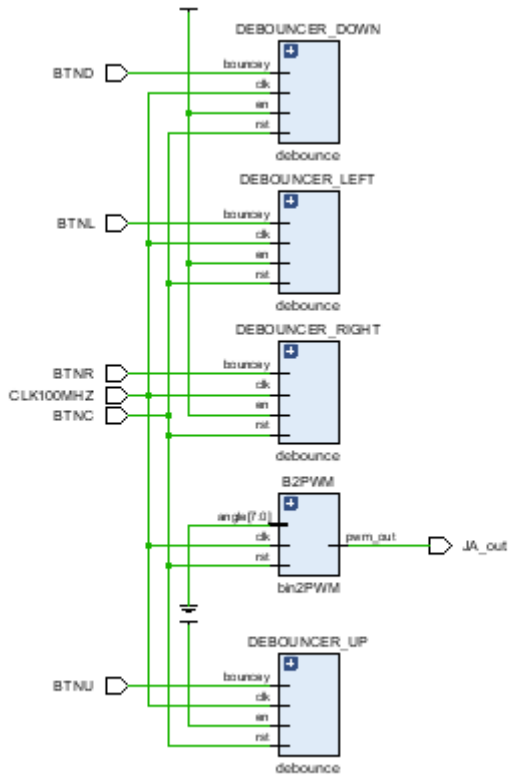 DEBOUNCER_DOWN
BTND
bouncey
clk
en
rst
debounce
DEBOUNCER_LEFT
BTNL
bouncey
clk
en
rst
debounce
DEBOUNCER_RIGHT
BTNR
bouncey
CLK100MHZ
clk
BTNC
en
rst
debounce
B2PWM
angle[7:0]
clk
pwm_out
JA_out
rst
bin2PWM
DEBOUNCER_UP
BTNU
bouncey
clk
en
rst
debounce